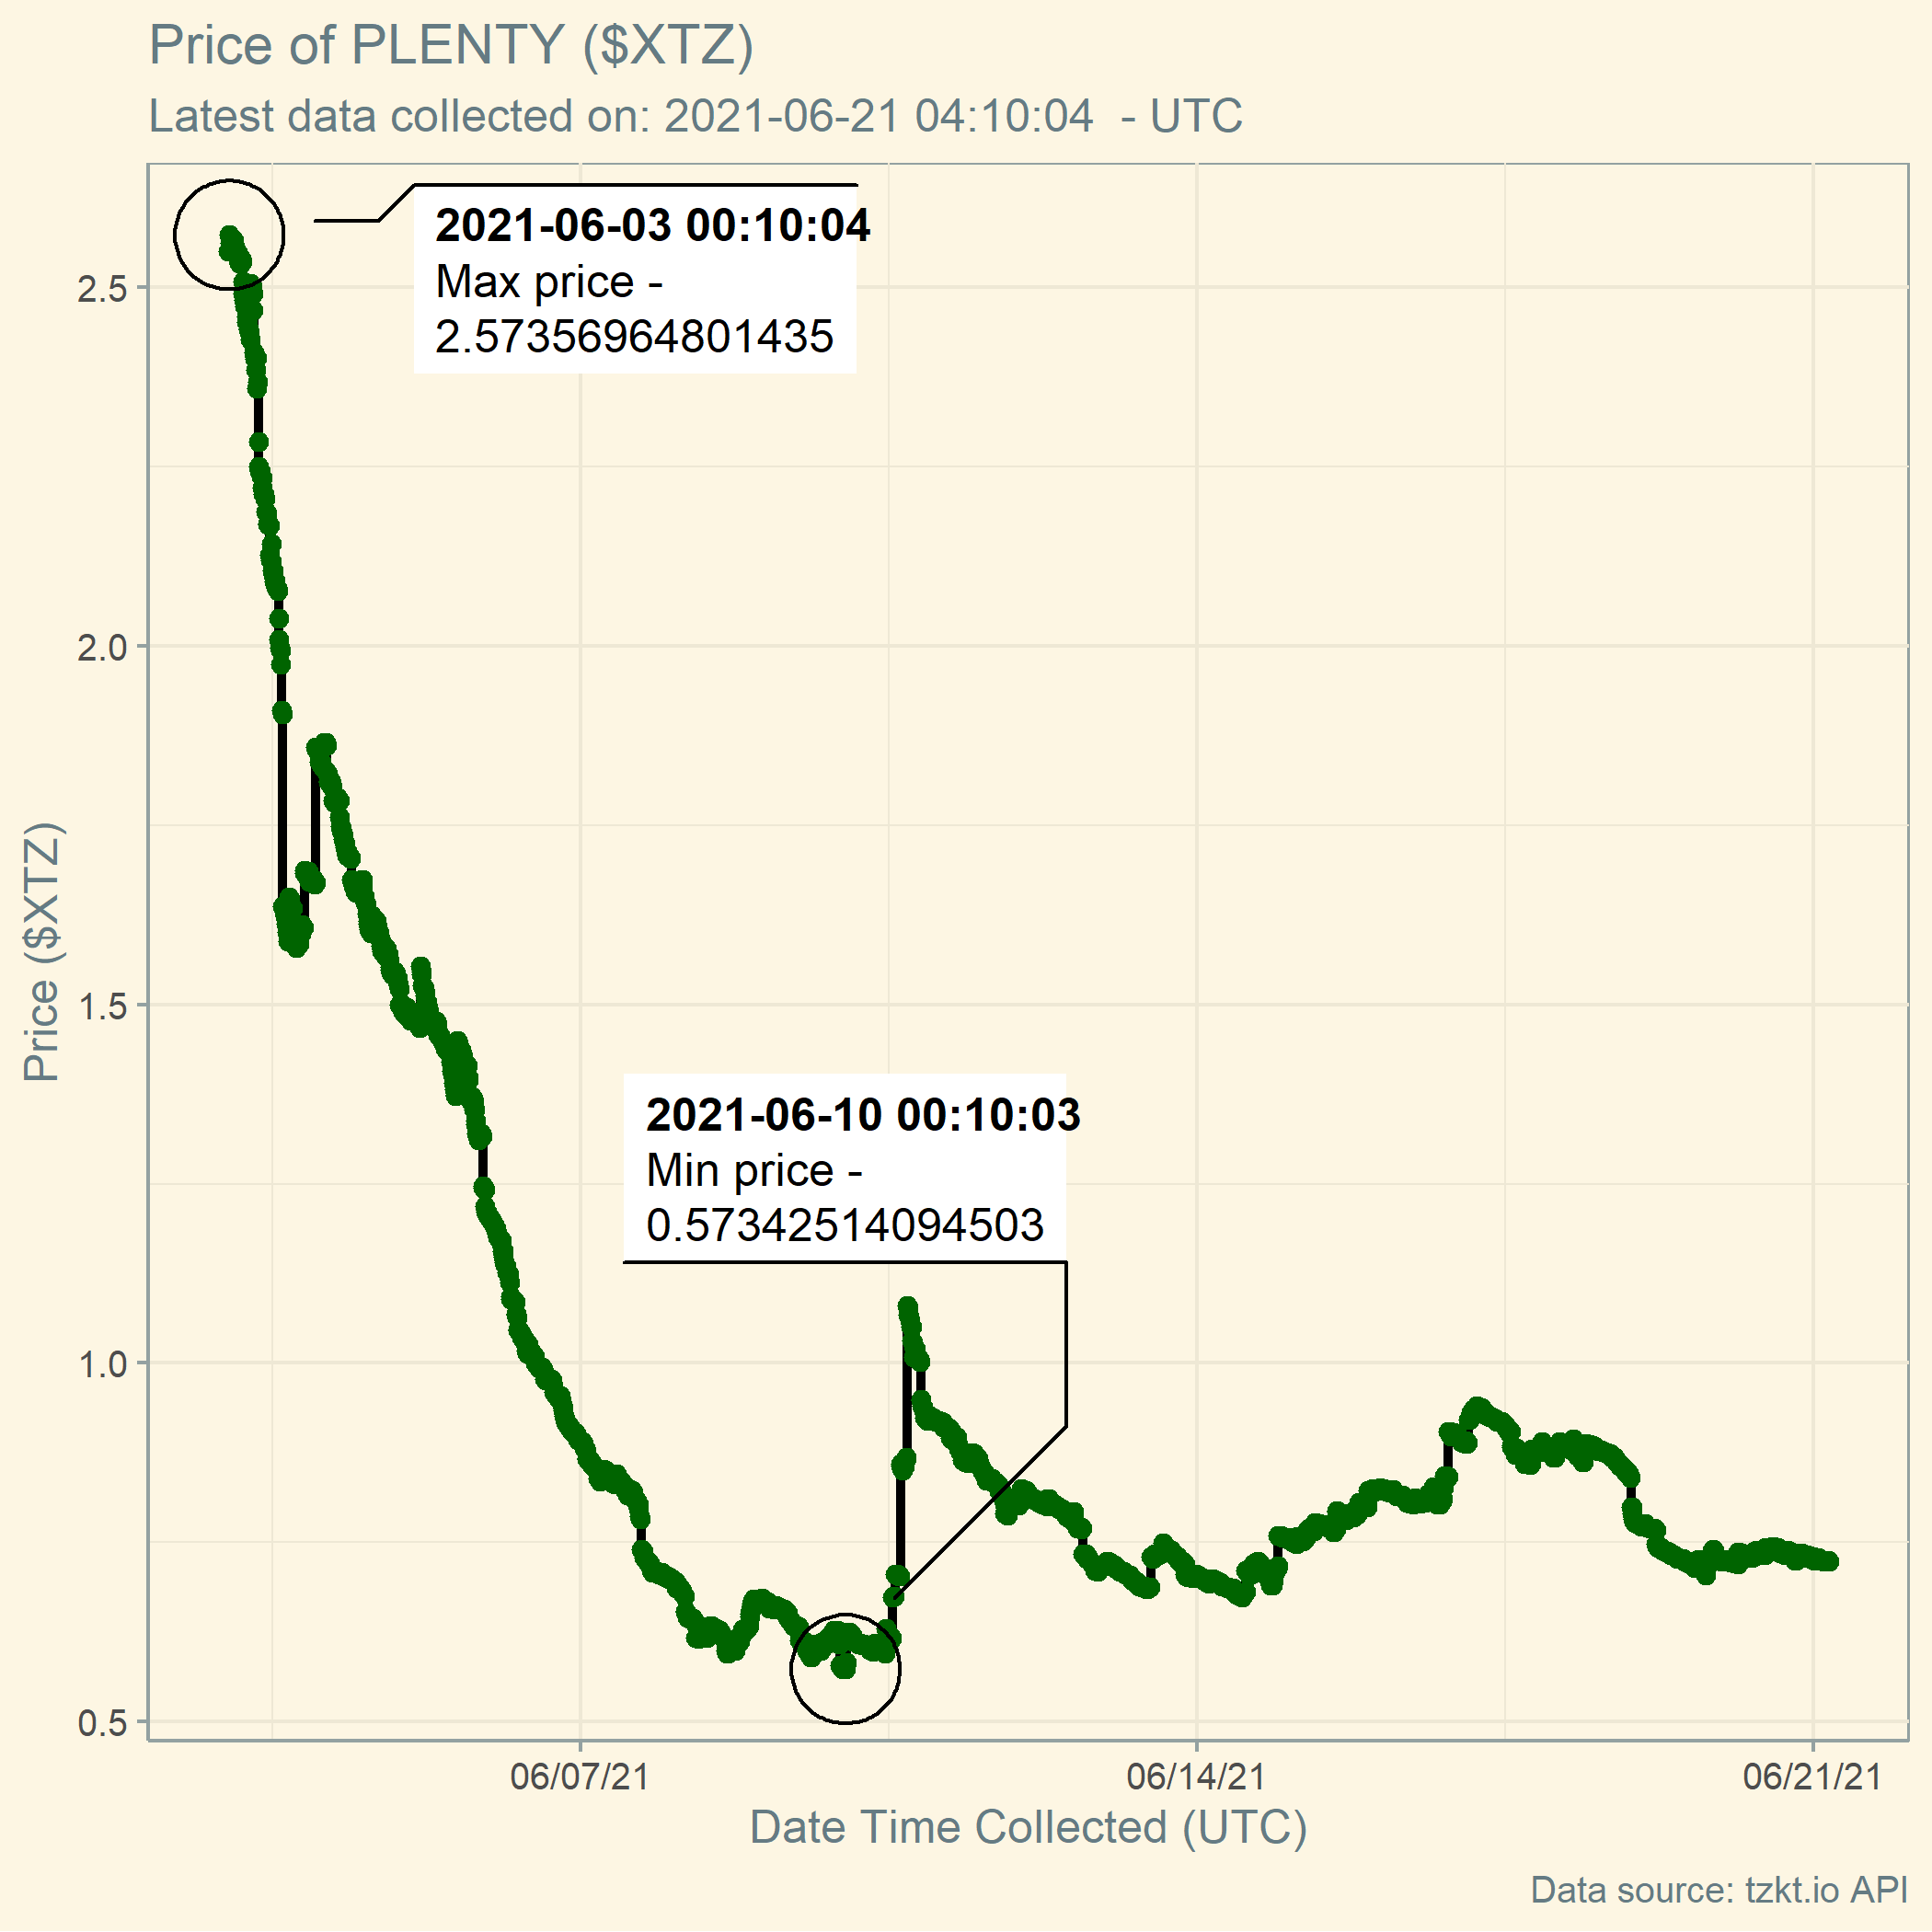 Price of PLENTY ($XTZ)
Latest data collected on: 2021-06-21 04:10:04  - UTC
2021-06-03 00:10:04
Max price -
2.57356964801435
2021-06-10 00:10:03
Min price -
0.57342514094503
Price ($XTZ)
2.5
2.0
1.5
1.0
0.5
06/07/21
06/14/21
06/21/21
Date Time Collected (UTC)
Data source: tzkt.io API